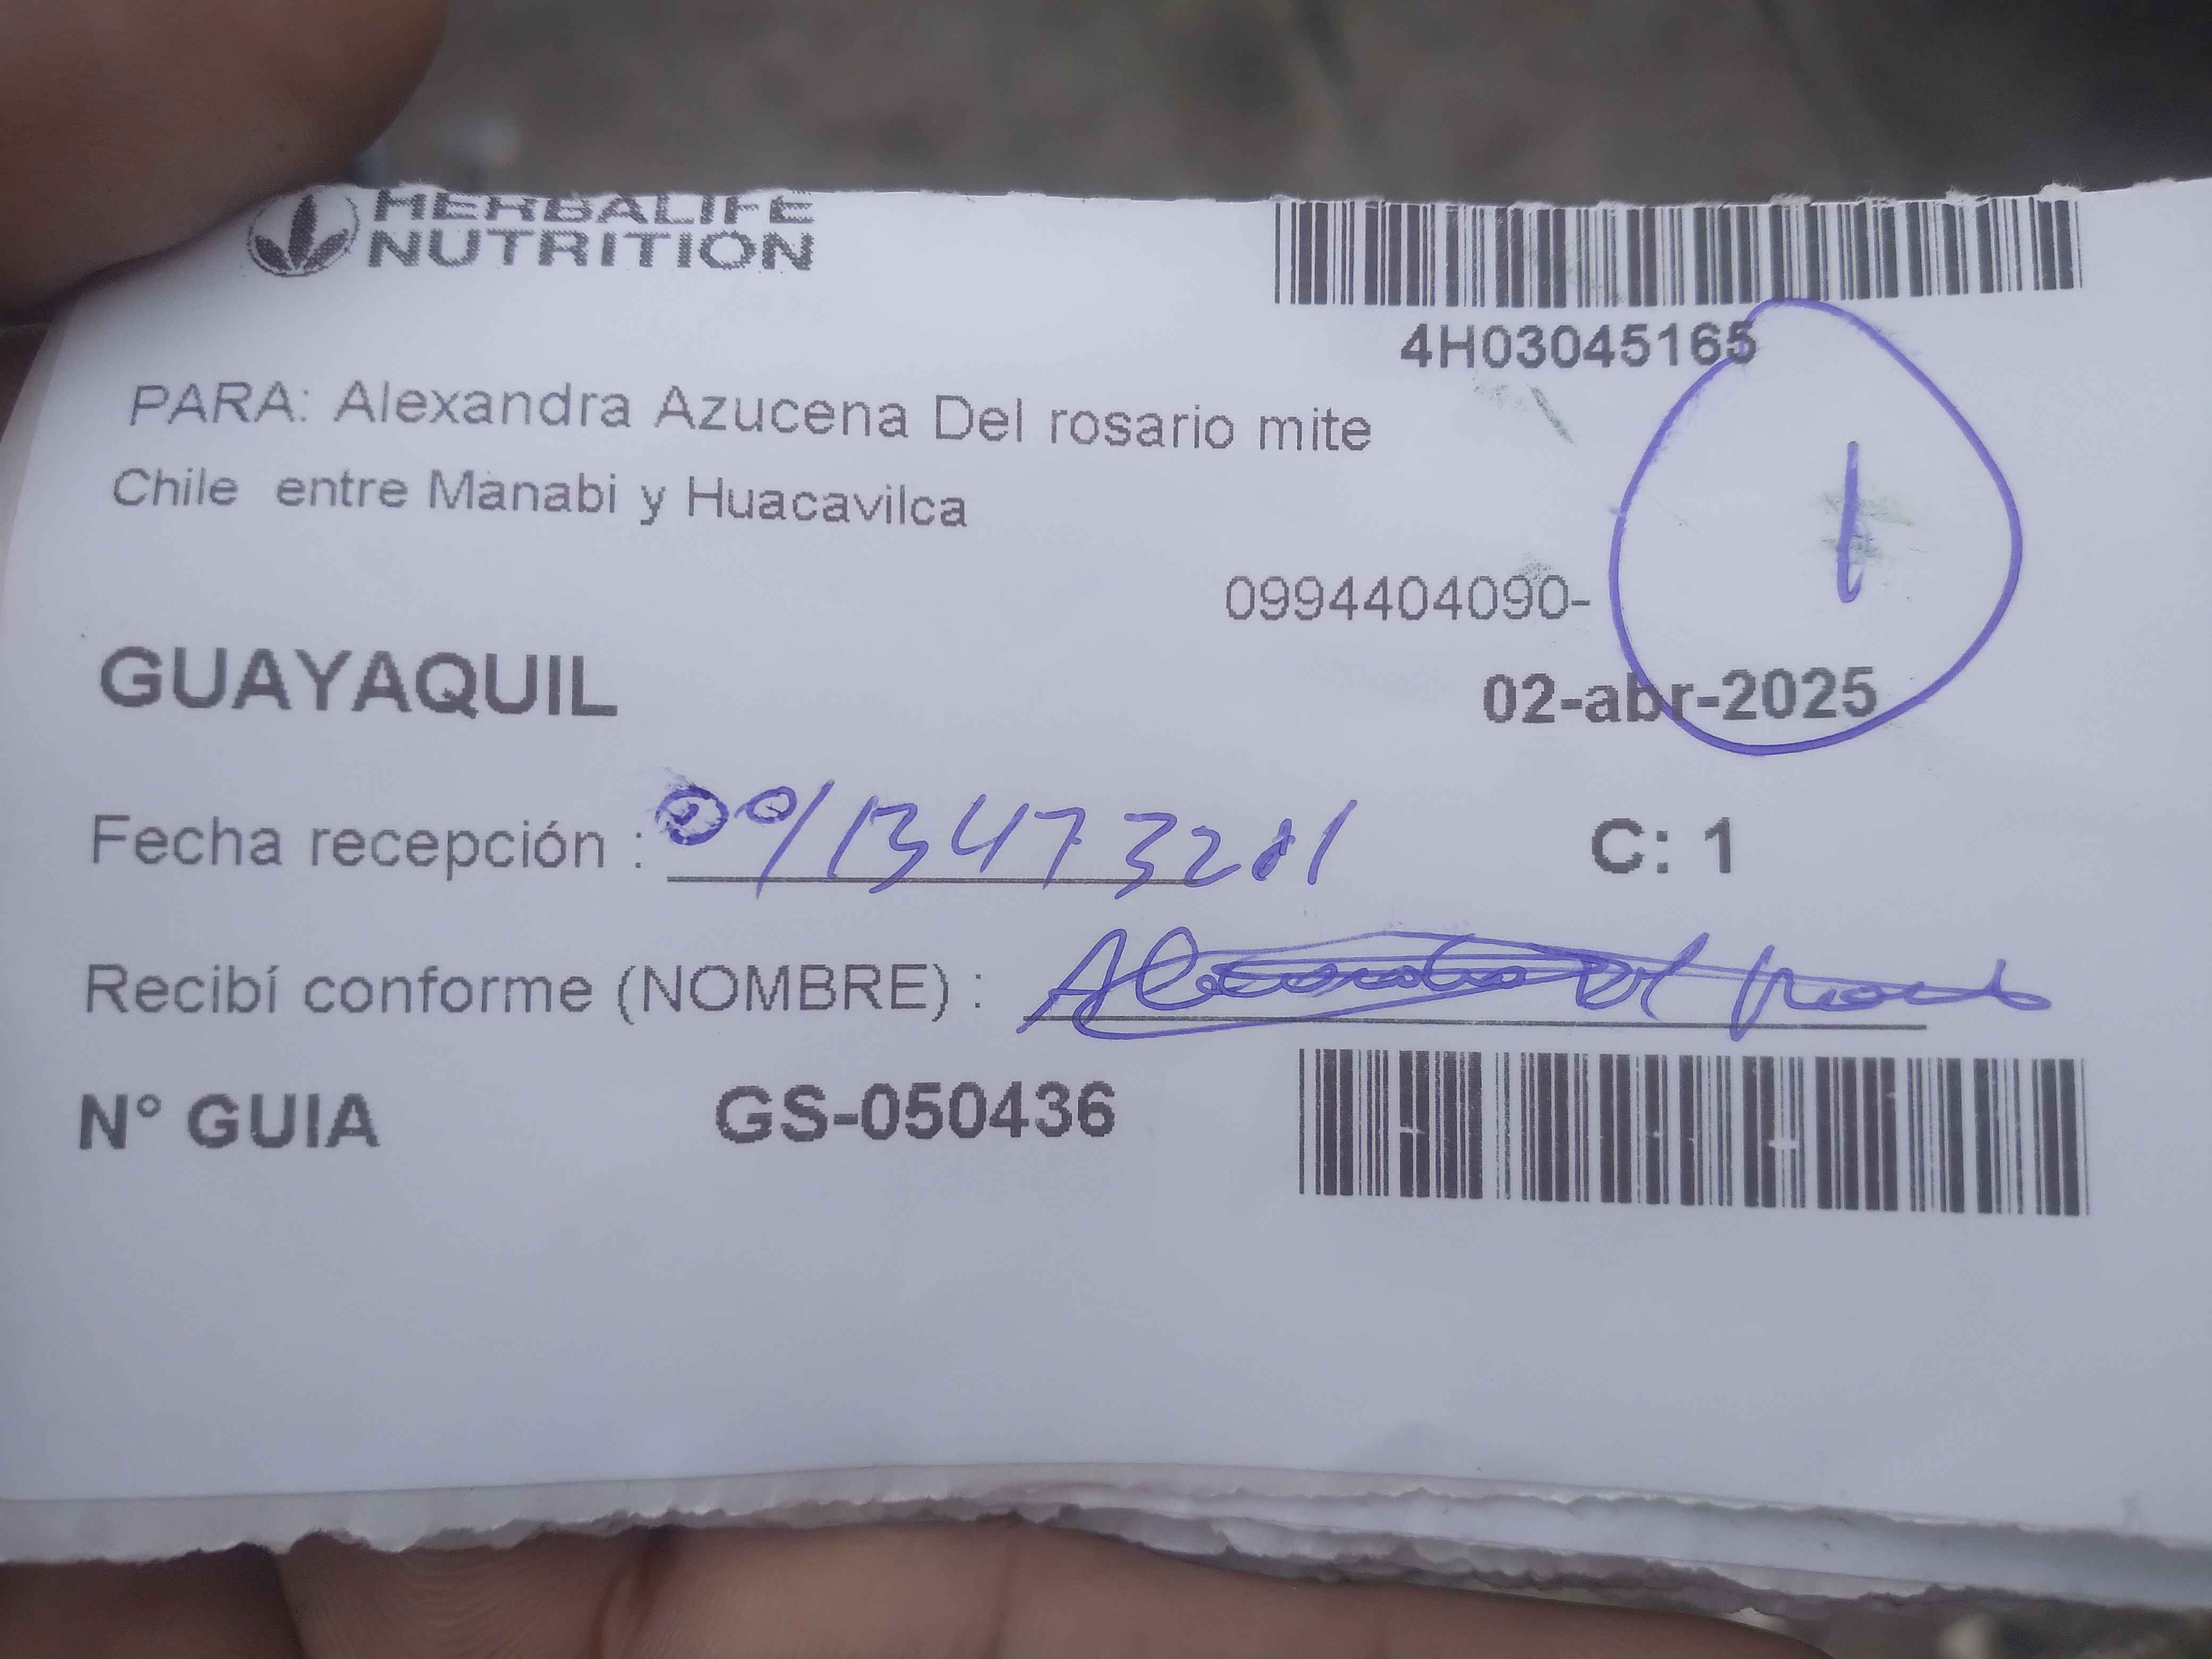 HERBALIFE
NUTRITION
4H03045165
PARA: Alexandra Azucena Del rosario mite
Chile entre Manabi y Huacavilca
1
0994404090-
GUAYAQUIL
02-abr-2025
Fecha recepción :
C: 1
Recibí conforme (NOMBRE) :
N° GUIA GS-050436